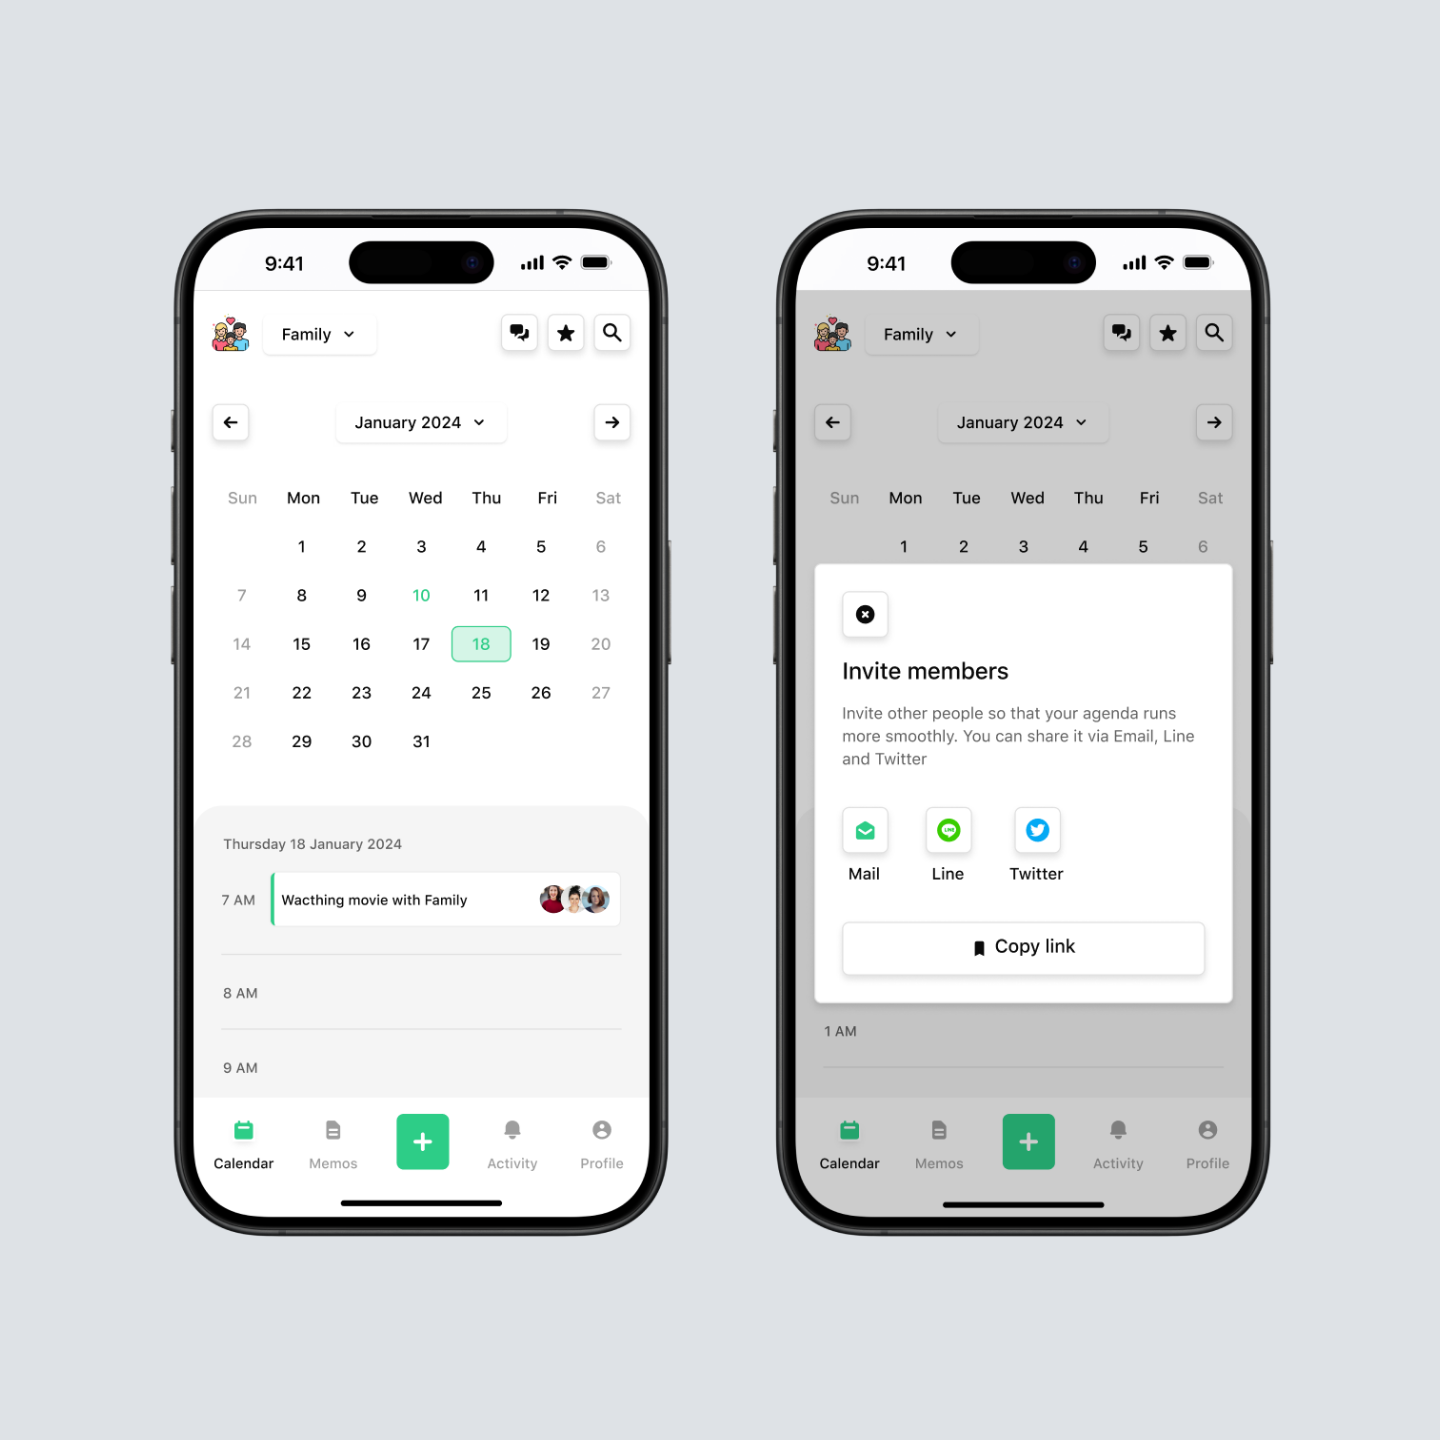 9:41
Family
January 2024
Sun Mon Tue Wed Thu Fri Sat
1 2 3 4 5 6
7 8 9 10 11 12 13
14 15 16 17 18 19 20
21 22 23 24 25 26 27
28 29 30 31
Thursday 18 January 2024
7 AM Wacthing movie with Family
8 AM
9 AM
Calendar Memos Activity Profile
9:41
Family
January 2024
Sun Mon Tue Wed Thu Fri Sat
1 2 3 4 5 6
Invite members
Invite other people so that your agenda runs
more smoothly. You can share it via Email, Line
and Twitter
LINE
Mail Line Twitter
Copy link
1 AM
Calendar Memos Activity Profile